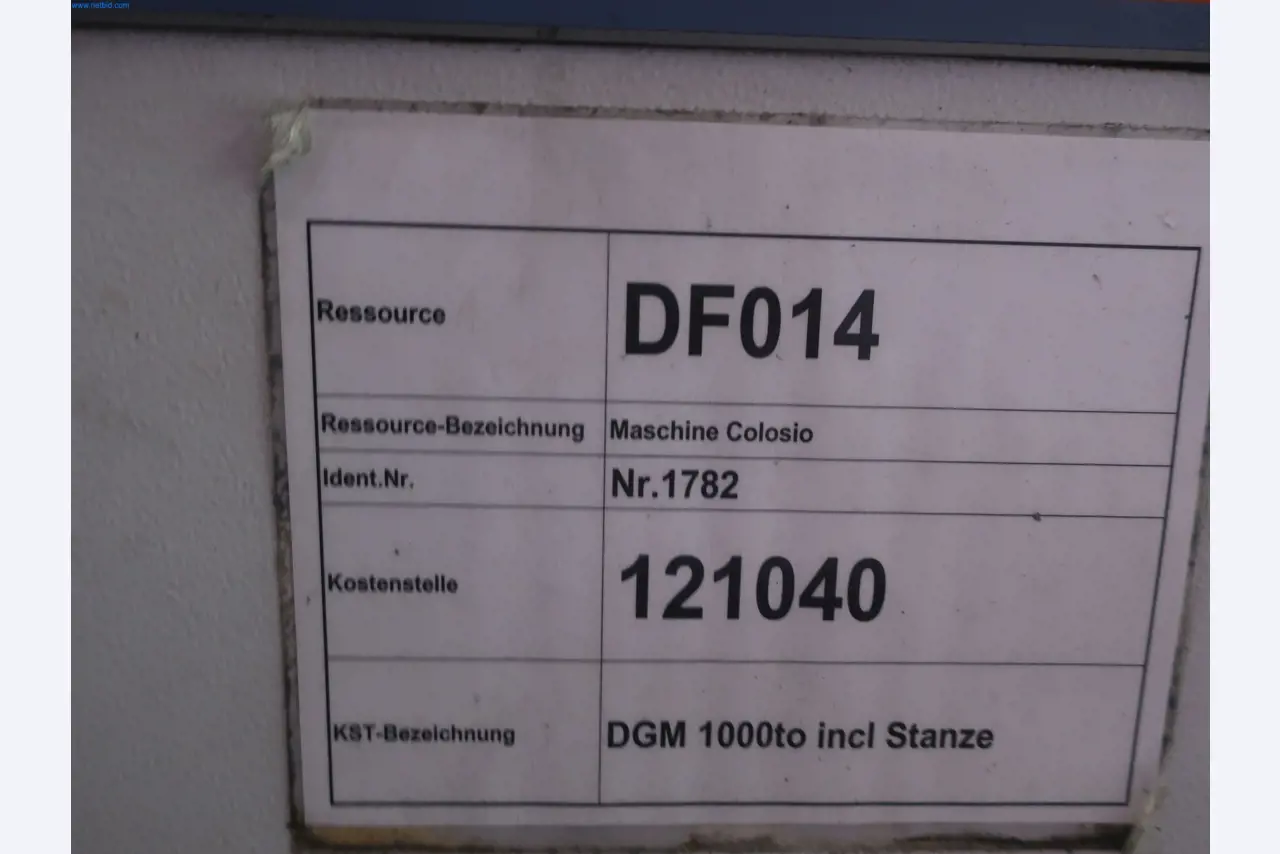 www.netbid.com
Ressource DF014
Ressource-Bezeichnung Maschine Colosio
Ident.Nr. Nr.1782
Kostenstelle 121040
KST-Bezeichnung DGM 1000to incl Stanze